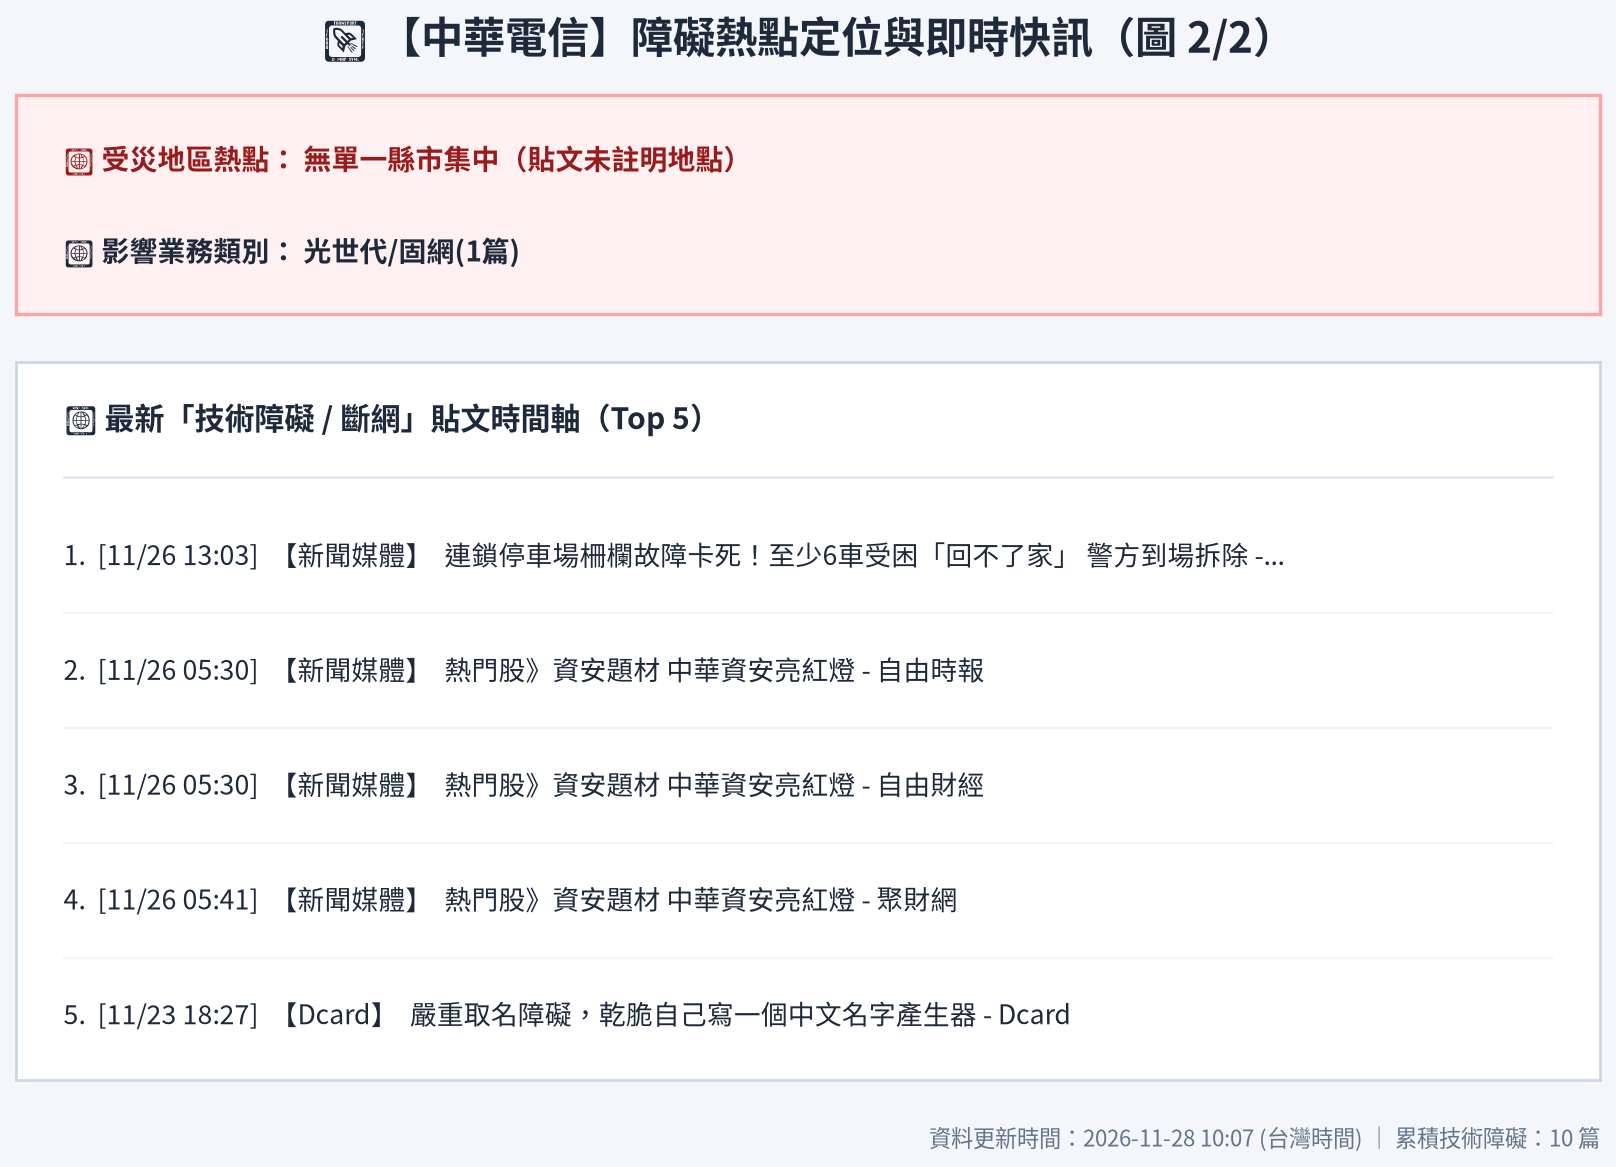 【中華電信】障礙熱點定位與即時快訊（圖 2/2）
受災地區熱點： 無單一縣市集中（貼文未註明地點）
影響業務類別： 光世代/固網(1篇)
最新「技術障礙 / 斷網」貼文時間軸（Top 5）
1. [11/26 13:03] 【新聞媒體】 連鎖停車場柵欄故障卡死！至少6車受困「回不了家」 警方到場拆除 -...
2. [11/26 05:30] 【新聞媒體】 熱門股》資安題材 中華資安亮紅燈 - 自由時報
3. [11/26 05:30] 【新聞媒體】 熱門股》資安題材 中華資安亮紅燈 - 自由財經
4. [11/26 05:41] 【新聞媒體】 熱門股》資安題材 中華資安亮紅燈 - 聚財網
5. [11/23 18:27] 【Dcard】 嚴重取名障礙，乾脆自己寫一個中文名字產生器 - Dcard
資料更新時間：2026-11-28 10:07 (台灣時間) ｜ 累積技術障礙：10 篇